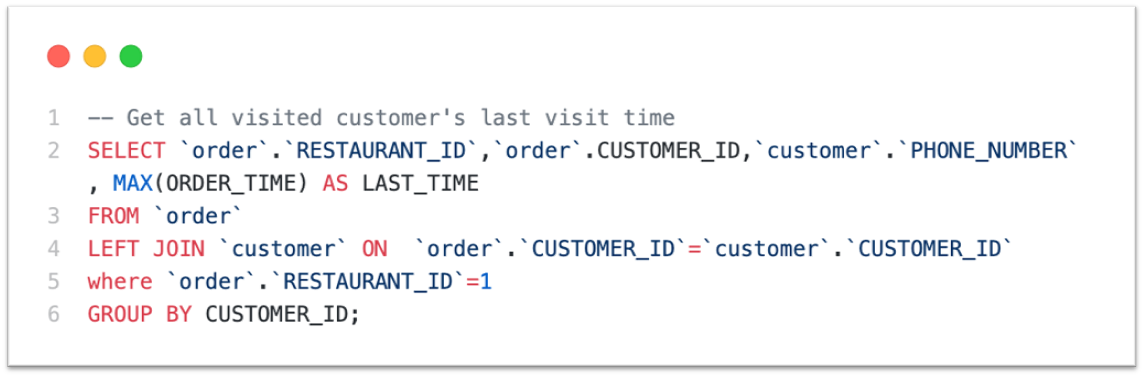 1 -- Get all visited customer's last visit time
2 SELECT `order`.`RESTAURANT_ID`,`order`.CUSTOMER_ID,`customer`.`PHONE_NUMBER`
, MAX(ORDER_TIME) AS LAST_TIME
3 FROM `order`
4 LEFT JOIN `customer` ON  `order`.`CUSTOMER_ID`=`customer`.`CUSTOMER_ID`
5 where `order`.`RESTAURANT_ID`=1
6 GROUP BY CUSTOMER_ID;